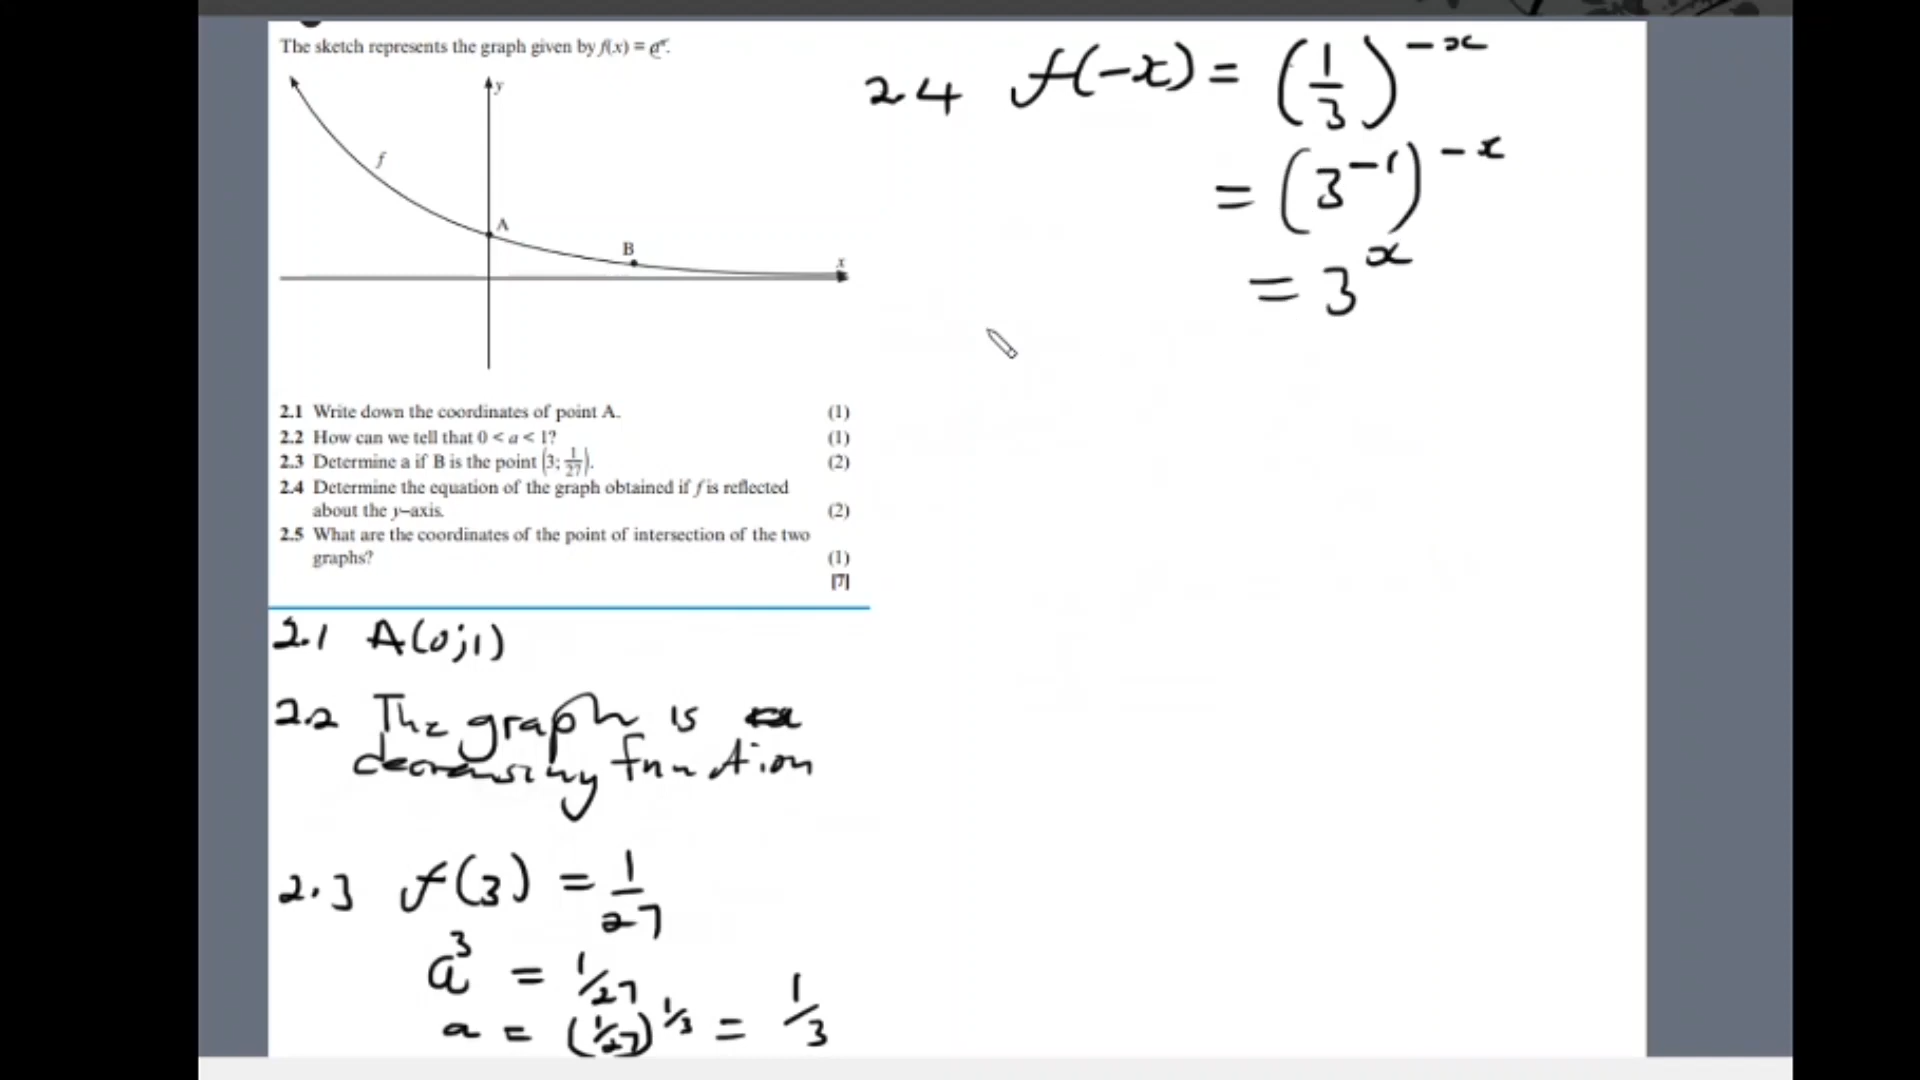 The sketch represents the graph given by f(x) = aˣ.
y
f
A
B
x
2.1 Write down the coordinates of point A. (1)
2.2 How can we tell that 0 < a < 1? (1)
2.3 Determine a if B is the point (3; 1/27). (2)
2.4 Determine the equation of the graph obtained if f is reflected
about the y–axis. (2)
2.5 What are the coordinates of the point of intersection of the two
graphs? (1)
[7]
2.1 A(0;1)
2.2 The graph is a
decreasing function
2.3 f(3) = 1/27
a³ = 1/27
a = (1/27)^1/3 = 1/3
2.4 f(-x) = (1/3)^-x
= (3^-1)^-x
= 3^x